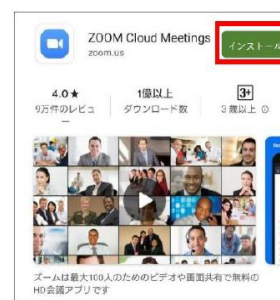 ZOOM Cloud Meetings
zoom.us
インストール
4.0★
9万件のレビュー
1億以上
ダウンロード数
3+
3 歳以上
ズームは最大100人のためのビデオや画面共有で無料の
HD会議アプリです